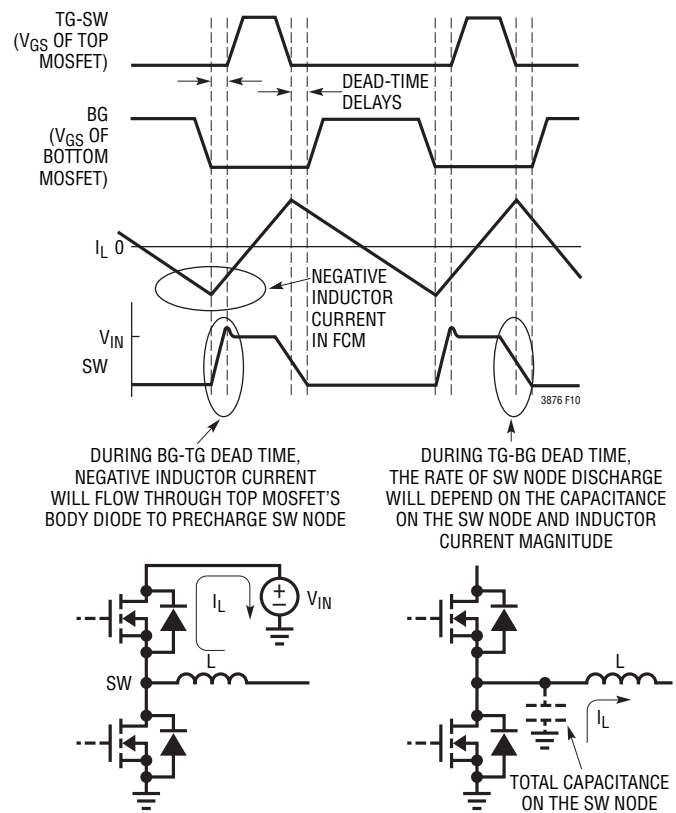 TG-SW
(VGS OF TOP
MOSFET)
DEAD-TIME
DELAYS
BG
(VGS OF
BOTTOM
MOSFET)
IL 0
NEGATIVE
INDUCTOR
CURRENT
IN FCM
VIN
SW
3876 F10
DURING BG-TG DEAD TIME,
NEGATIVE INDUCTOR CURRENT
WILL FLOW THROUGH TOP MOSFET'S
BODY DIODE TO PRECHARGE SW NODE
DURING TG-BG DEAD TIME,
THE RATE OF SW NODE DISCHARGE
WILL DEPEND ON THE CAPACITANCE
ON THE SW NODE AND INDUCTOR
CURRENT MAGNITUDE
IL
+
–
VIN
L
SW
L
IL
TOTAL CAPACITANCE
ON THE SW NODE